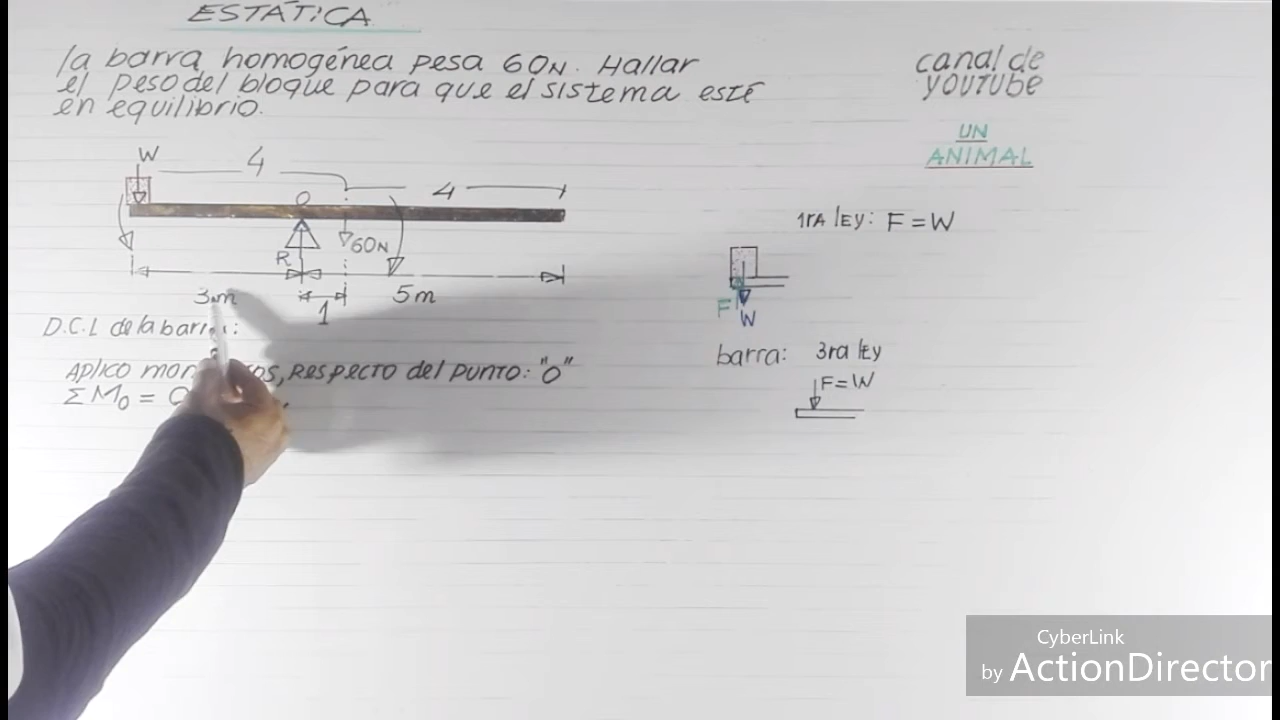 ESTÁTICA
la barra homogénea pesa 60N. Hallar
el peso del bloque para que el sistema esté
en equilibrio.
canal de
YOUTUBE
UN
ANIMAL
W
4
4
O
60N
R
3m
1
5m
D.C.L de la barra:
Aplico momentos, respecto del punto: "O"
ΣM₀ = O
1rA ley: F = W
F
W
barra: 3ra ley
F = W
CyberLink
by ActionDirector